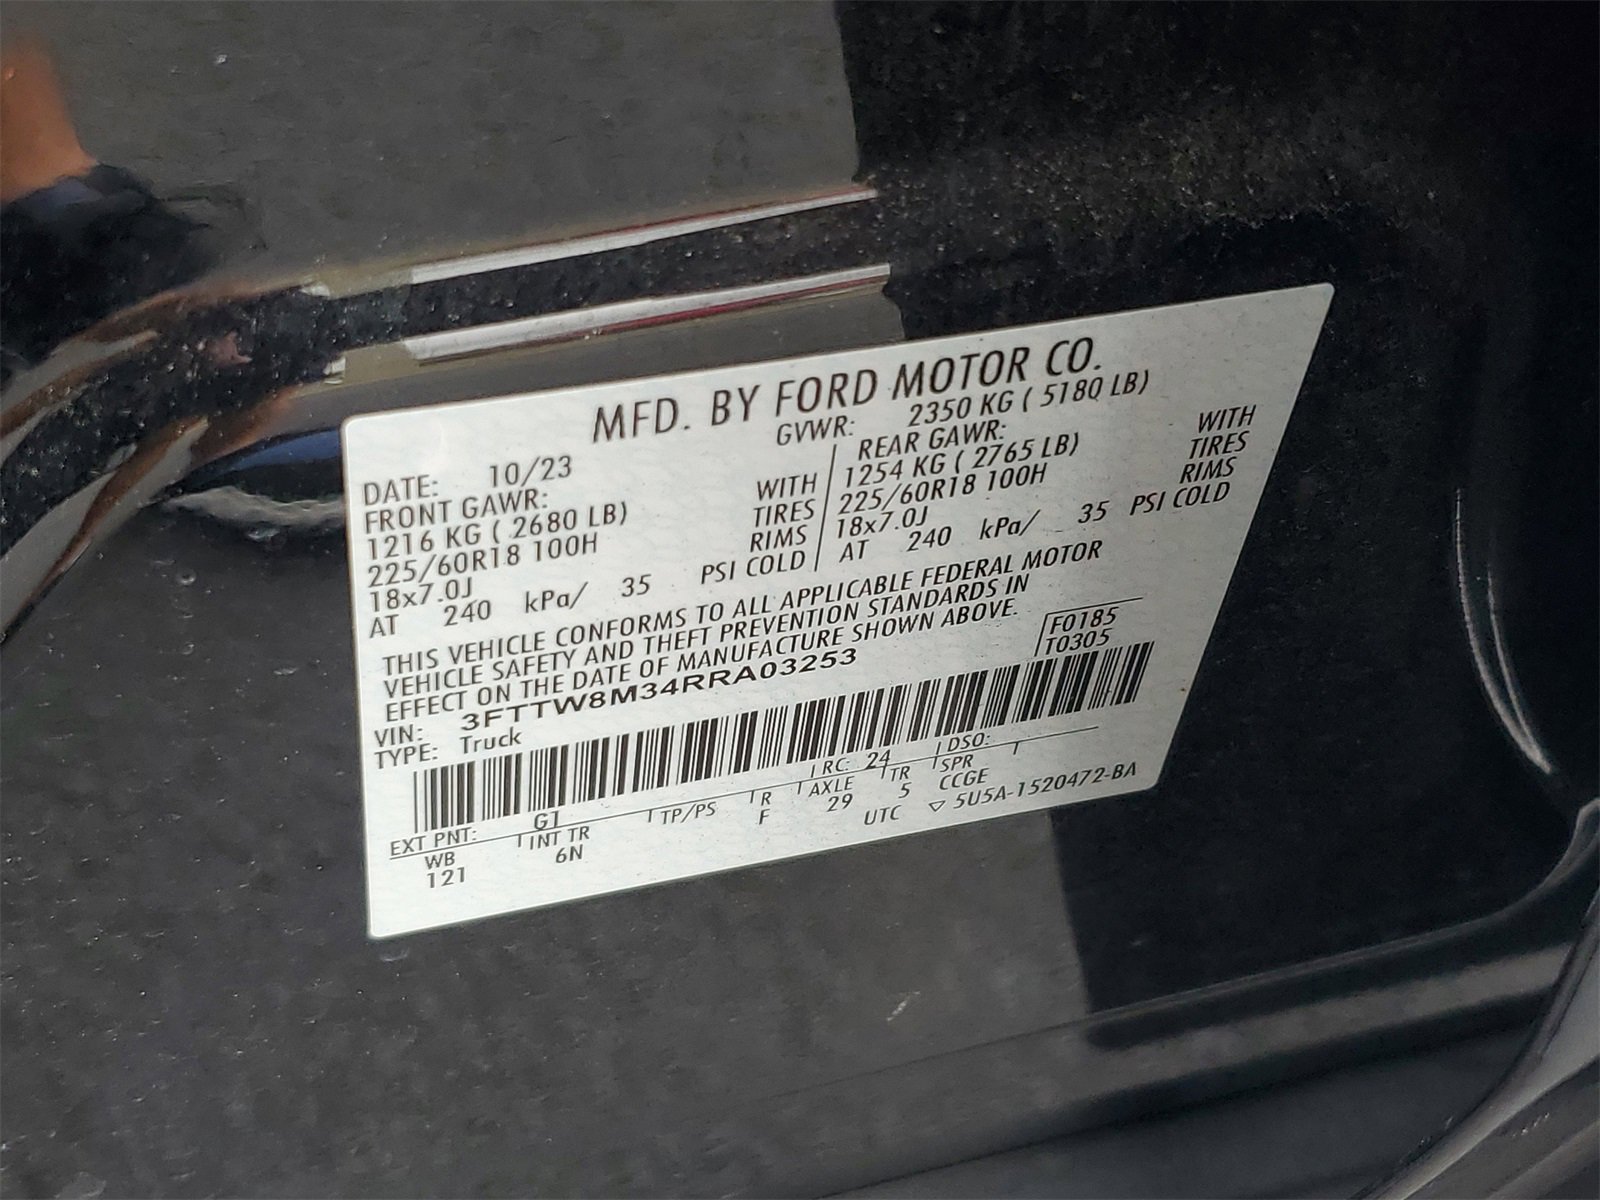 MFD. BY FORD MOTOR CO.
DATE: 10/23 GVWR: 2350 KG ( 5180 LB)
FRONT GAWR: REAR GAWR:
1216 KG ( 2680 LB) WITH 1254 KG ( 2765 LB) WITH
225/60R18 100H TIRES 225/60R18 100H TIRES
18x7.0J RIMS 18x7.0J RIMS
AT 240 kPa/ 35 PSI COLD AT 240 kPa/ 35 PSI COLD
THIS VEHICLE CONFORMS TO ALL APPLICABLE FEDERAL MOTOR
VEHICLE SAFETY AND THEFT PREVENTION STANDARDS IN
EFFECT ON THE DATE OF MANUFACTURE SHOWN ABOVE.
VIN: 3FTTW8M34RRA03253 F0185
TYPE: Truck T0305
EXT PNT: G1 RC: 24 DSO:
WB INT TR TP/PS R AXLE TR SPR
121 6N F 29 5 CCGE
UTC ▽ 5U5A-1520472-BA